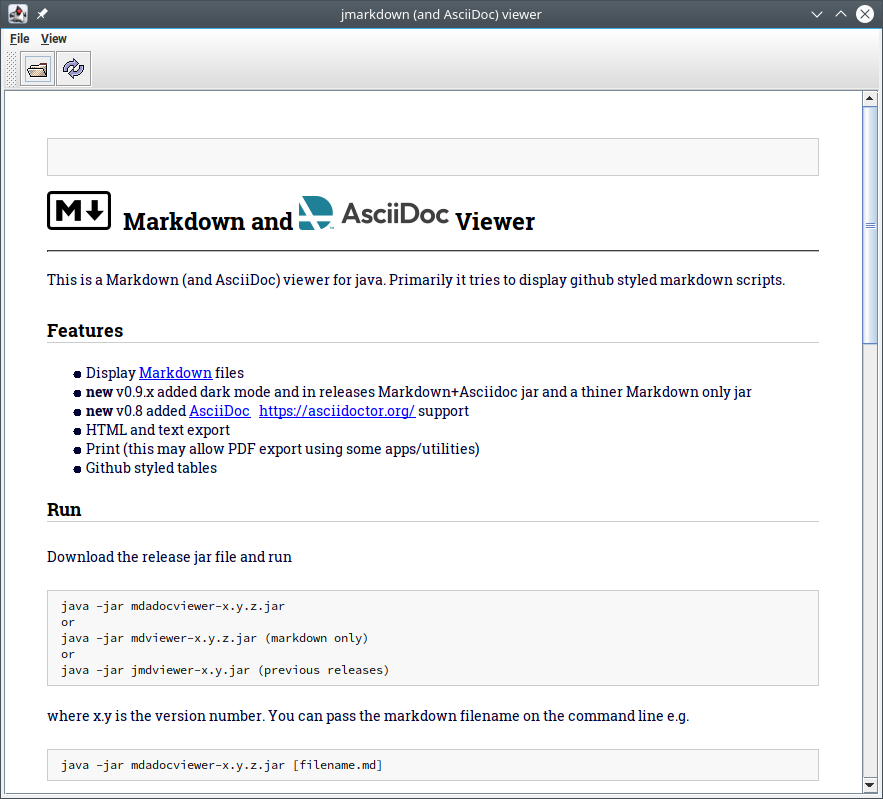 jmarkdown (and AsciiDoc) viewer
File View
M Markdown and AsciiDoc Viewer
This is a Markdown (and AsciiDoc) viewer for java. Primarily it tries to display github styled markdown scripts.
Features
Display Markdown files
new v0.9.x added dark mode and in releases Markdown+Asciidoc jar and a thiner Markdown only jar
new v0.8 added AsciiDoc https://asciidoctor.org/ support
HTML and text export
Print (this may allow PDF export using some apps/utilities)
Github styled tables
Run
Download the release jar file and run
java -jar mdadocviewer-x.y.z.jar
or
java -jar mdviewer-x.y.z.jar (markdown only)
or
java -jar jmdviewer-x.y.jar (previous releases)
where x.y is the version number. You can pass the markdown filename on the command line e.g.
java -jar mdadocviewer-x.y.z.jar [filename.md]